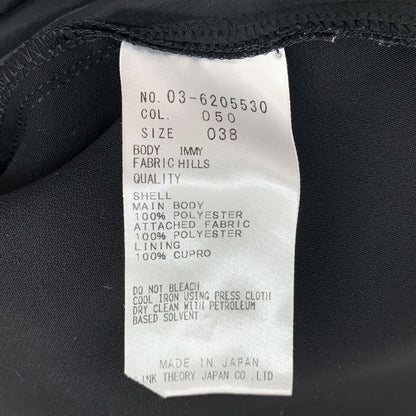 NO. 03-6205530
COL. 050
SIZE 038
BODY IMMY
FABRIC HILLS
QUALITY
SHELL
MAIN BODY
100% POLYESTER
ATTACHED FABRIC
100% POLYESTER
LINING
100% CUPRO
DO NOT BLEACH
COOL IRON USING PRESS CLOTH
DRY CLEAN WITH PETROLEUM
BASED SOLVENT
MADE IN JAPAN
LINK THEORY JAPAN CO.,LTD